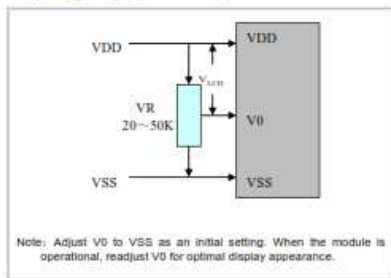 VDD
VDD
V LCD
VR
20～50K
V0
VSS
VSS
Note: Adjust V0 to VSS as an initial setting. When the module is
operational, readjust V0 for optimal display appearance.